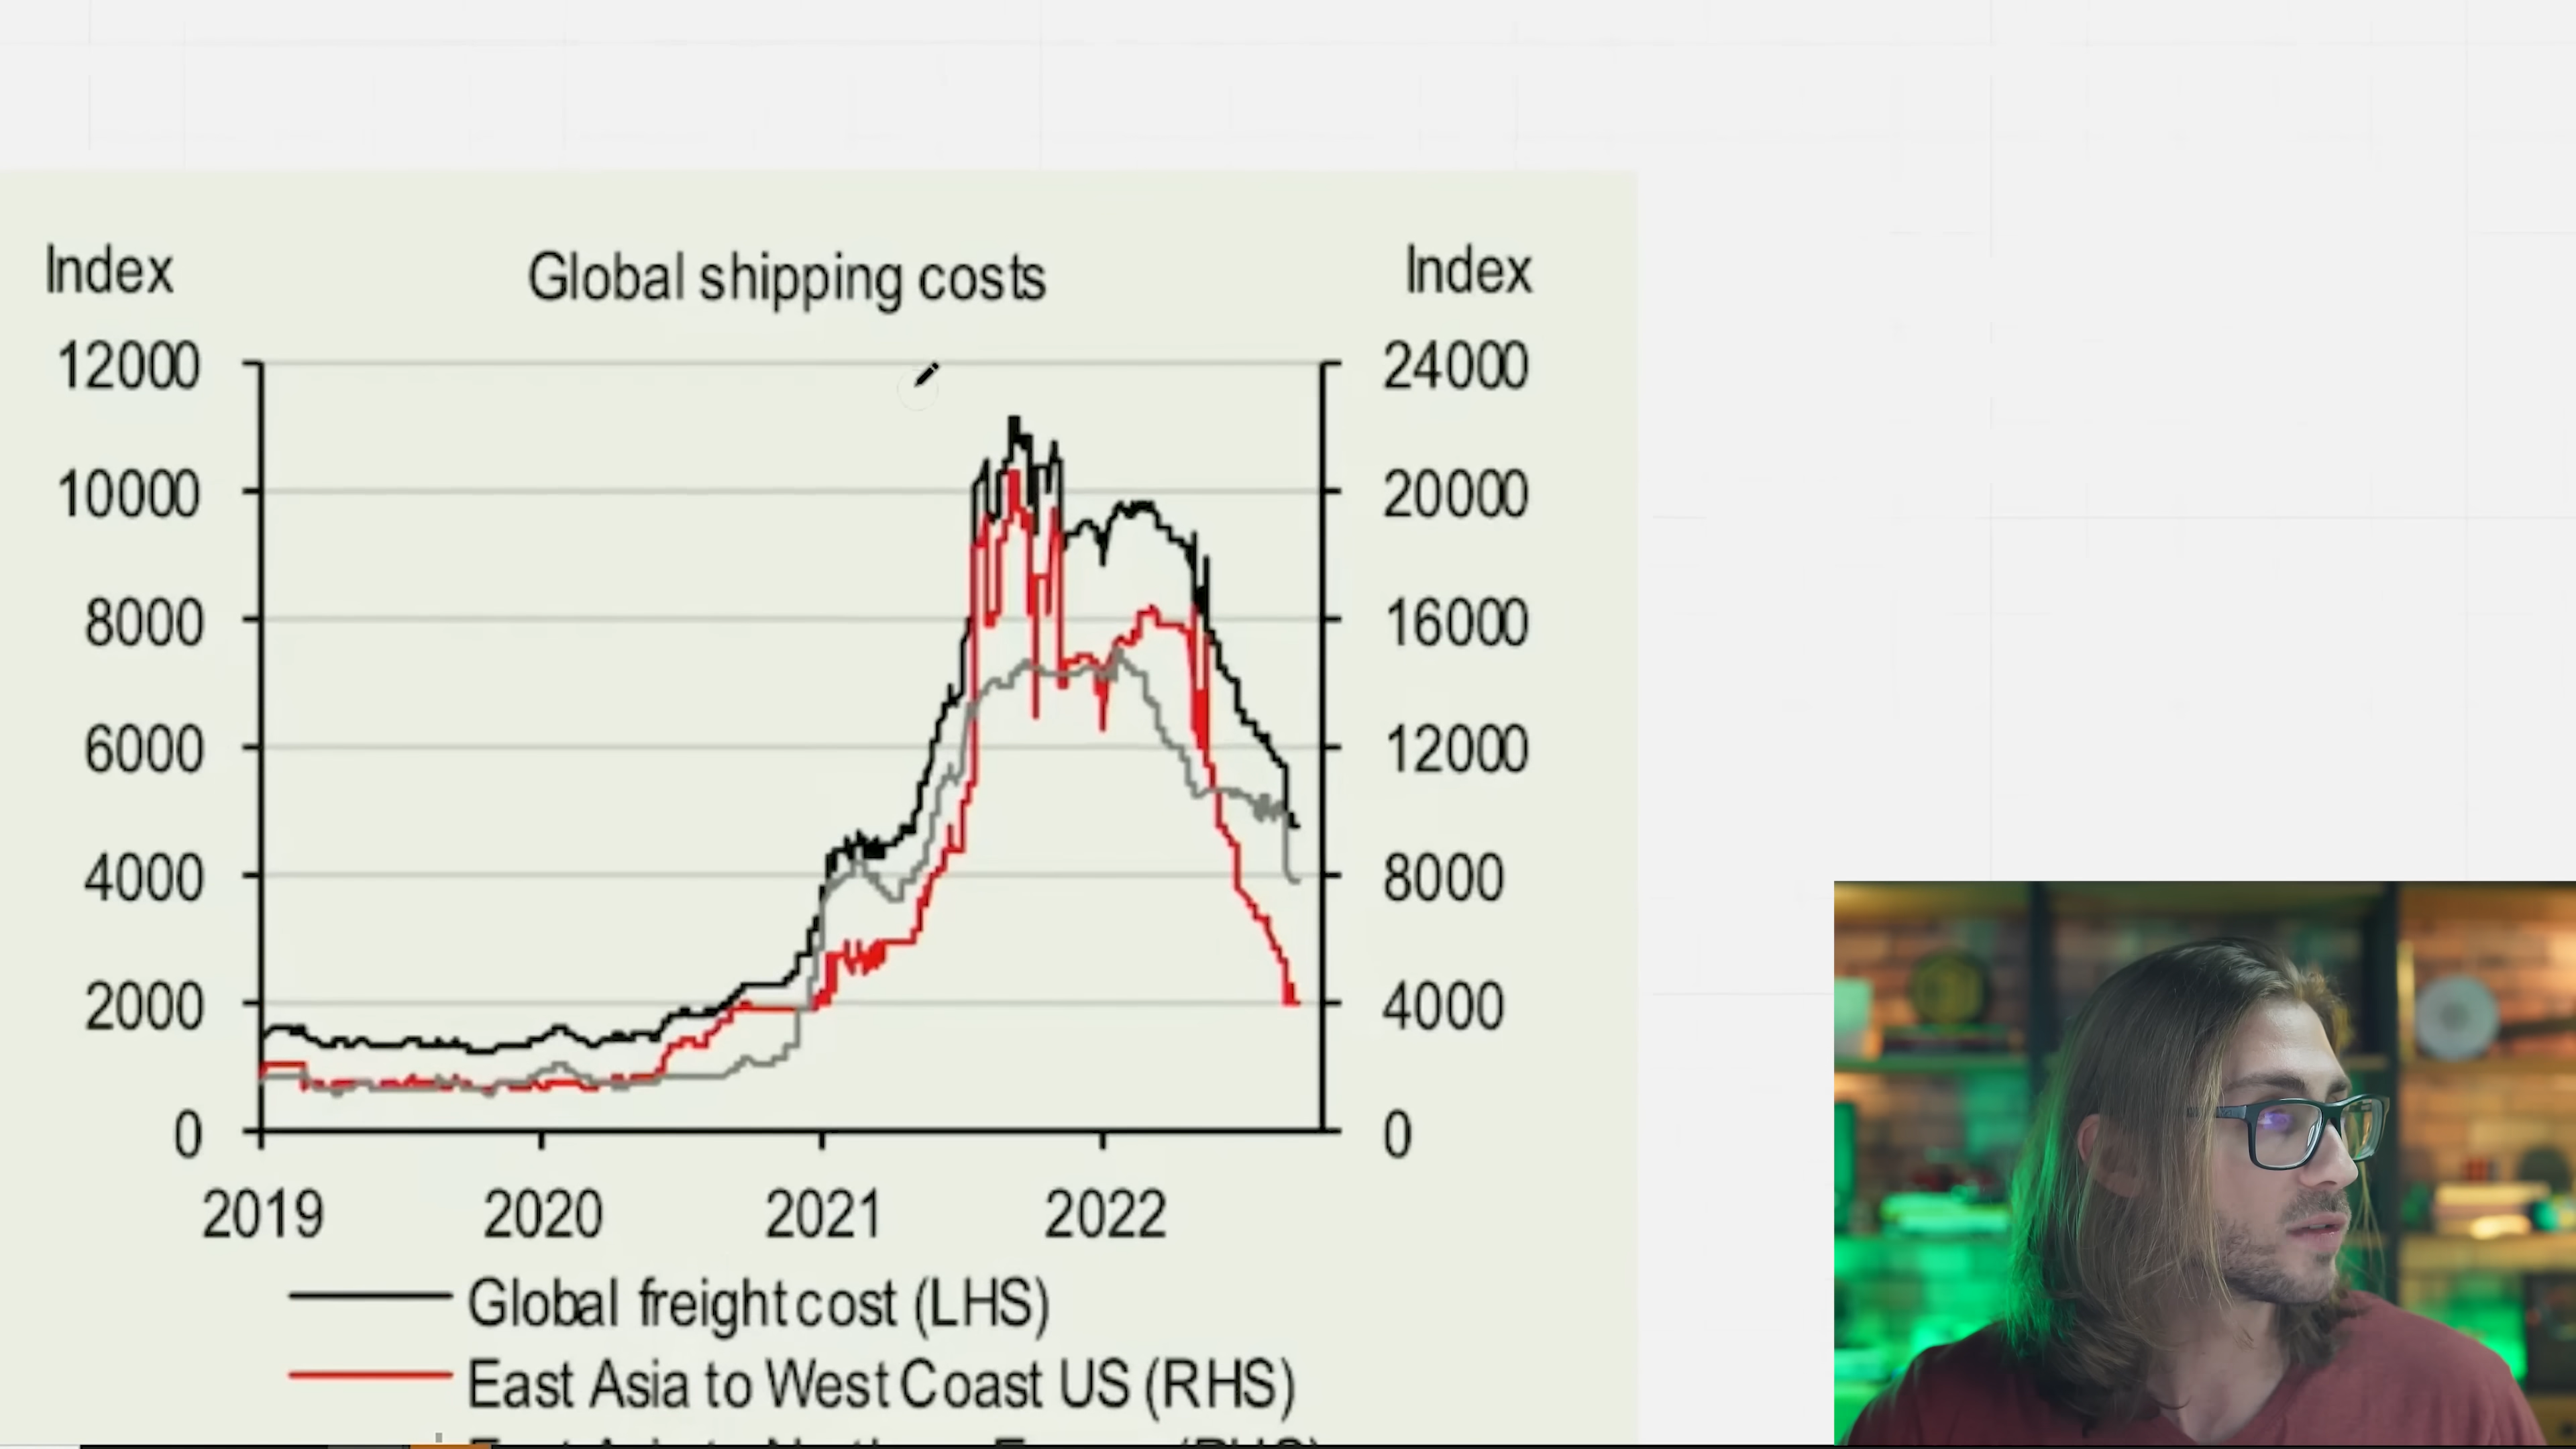 Index Global shipping costs Index
12000 24000
10000 20000
8000 16000
6000 12000
4000 8000
2000 4000
0 0
2019 2020 2021 2022
Global freight cost (LHS)
East Asia to West Coast US (RHS)